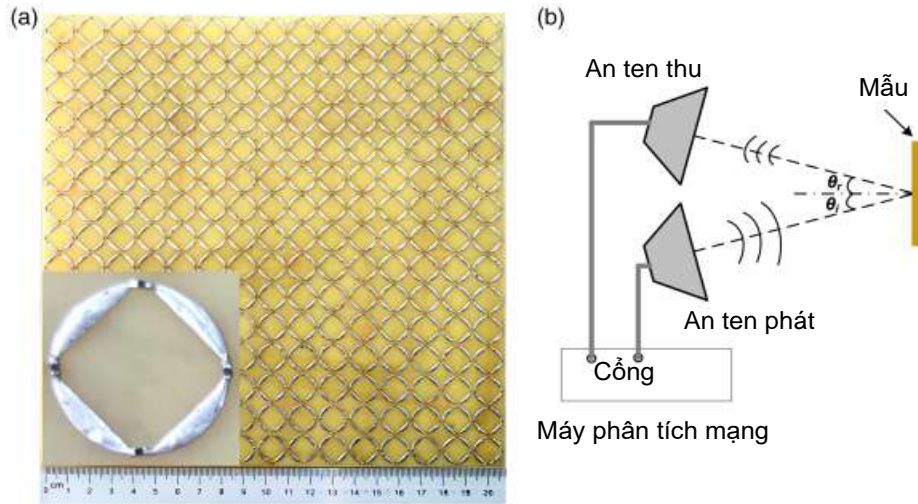 (a)
0 cm 1 2 3 4 5 6 7 8 9 10 11 12 13 14 15 16 17 18 19 20
(b)
An ten thu
Mẫu
θr
θi
An ten phát
Cổng
Máy phân tích mạng